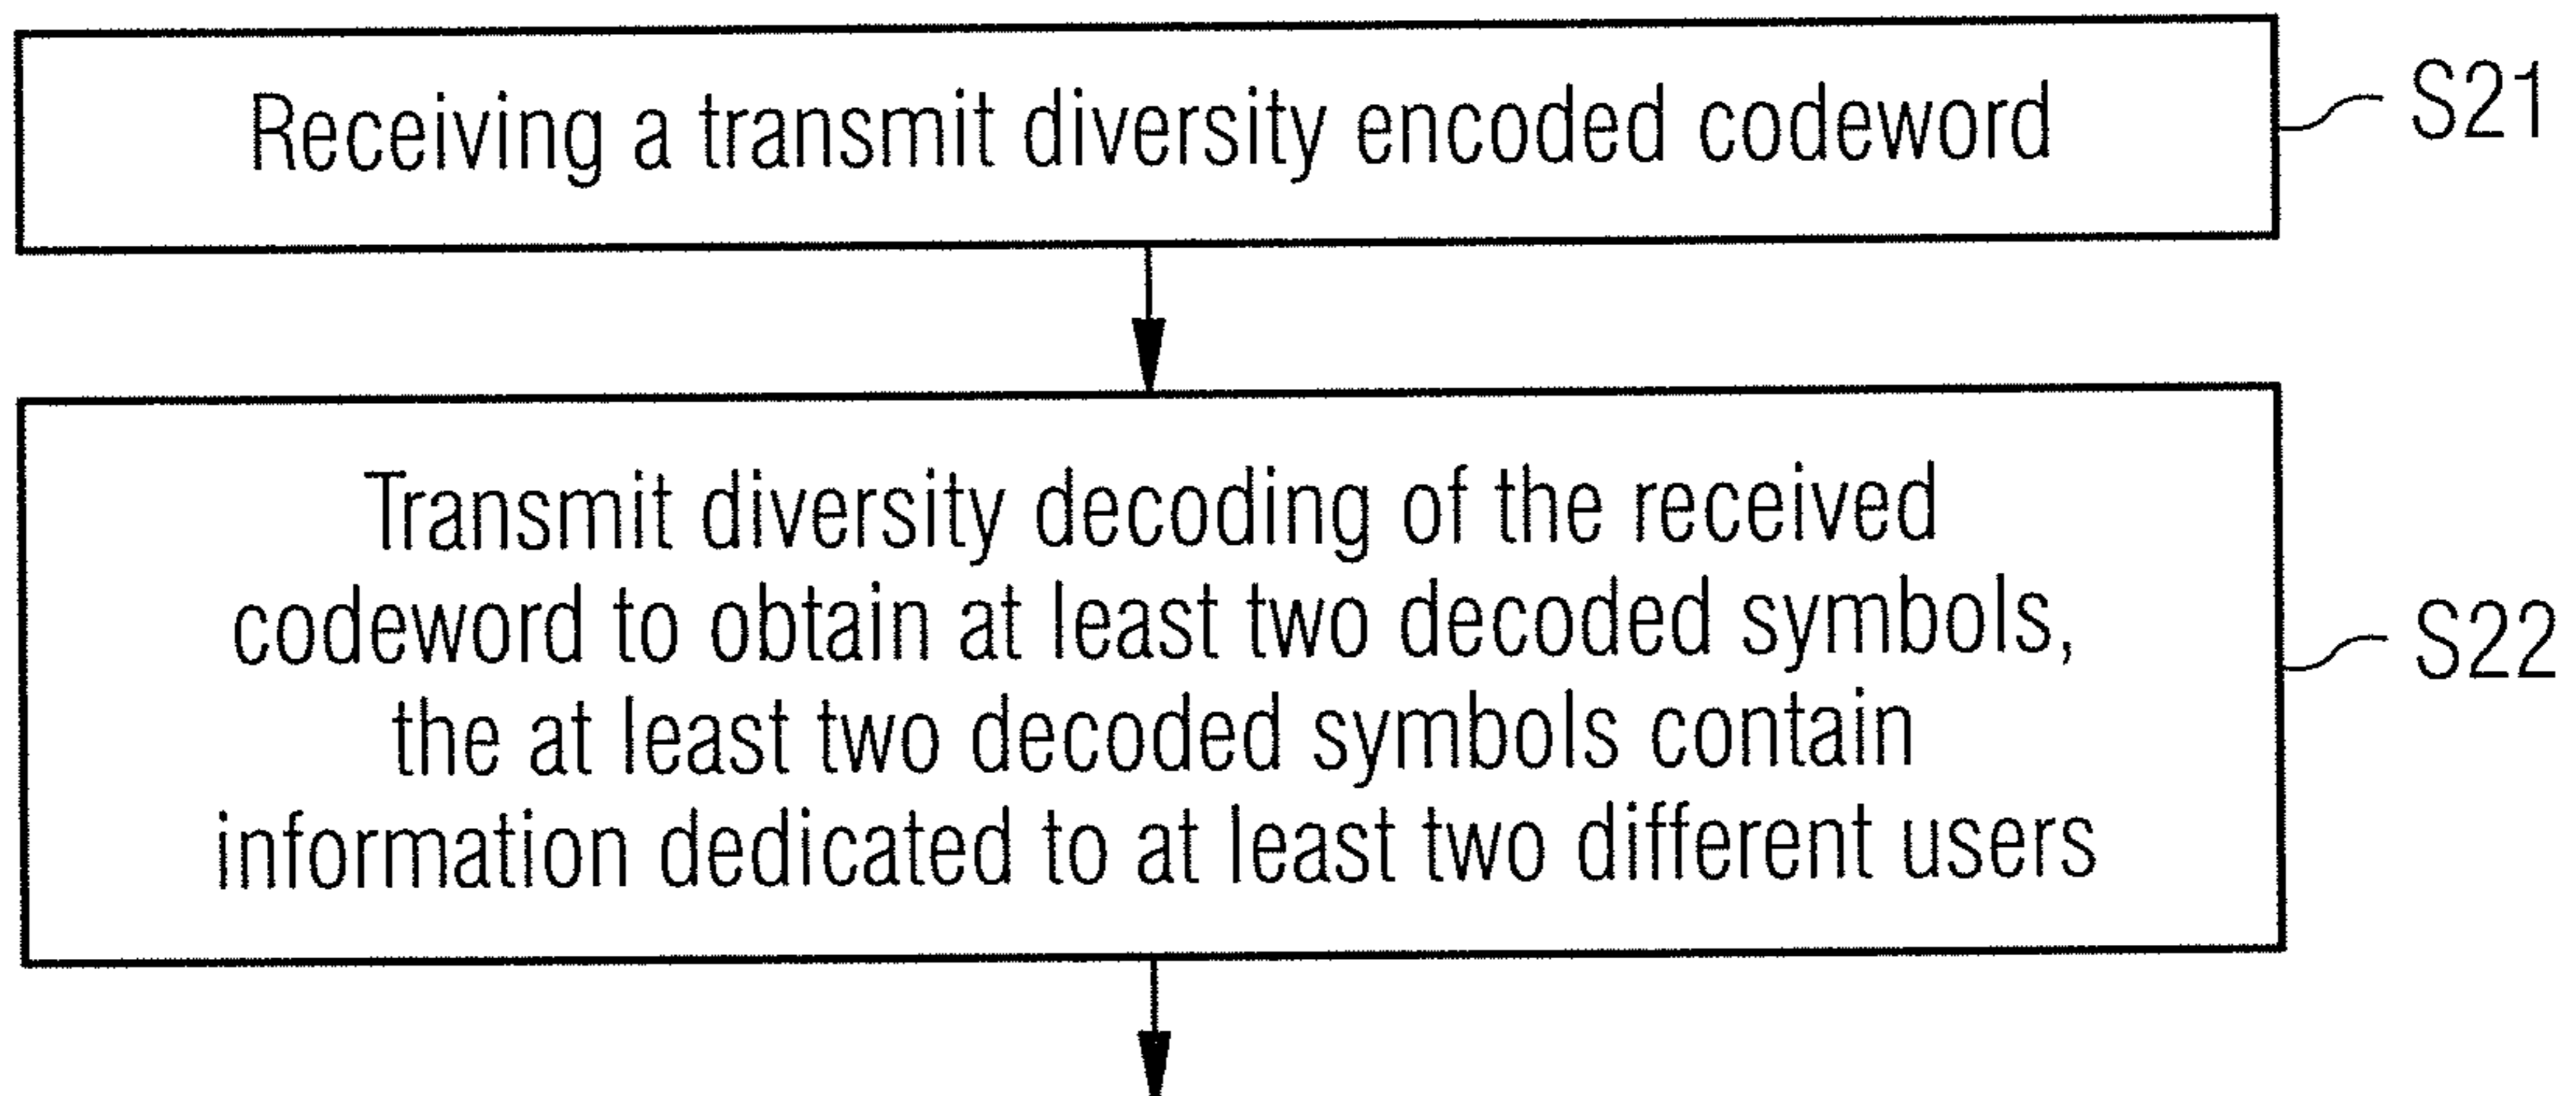 Receiving a transmit diversity encoded codeword
S21
Transmit diversity decoding of the received
codeword to obtain at least two decoded symbols,
the at least two decoded symbols contain
information dedicated to at least two different users
S22